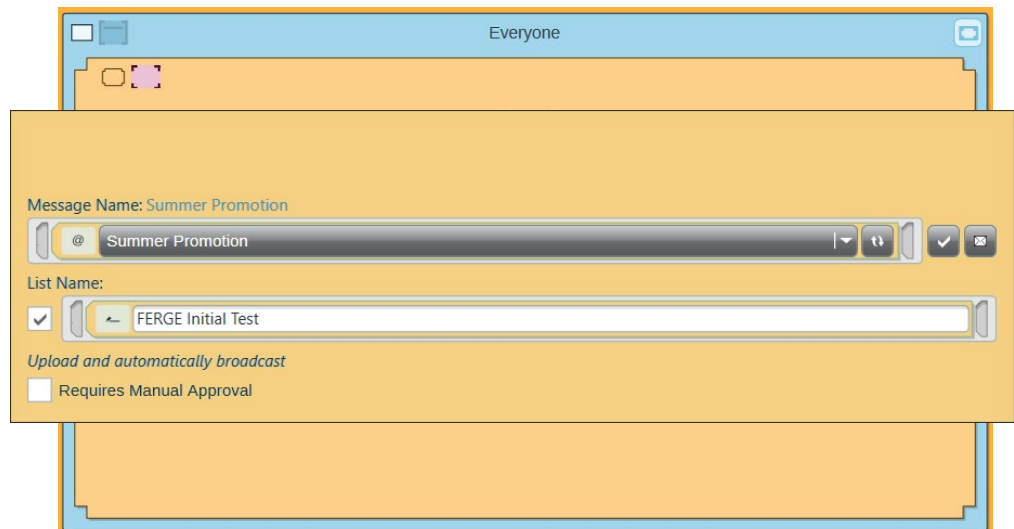 Everyone
Message Name: Summer Promotion
@ Summer Promotion
List Name:
FERGE Initial Test
Upload and automatically broadcast
Requires Manual Approval